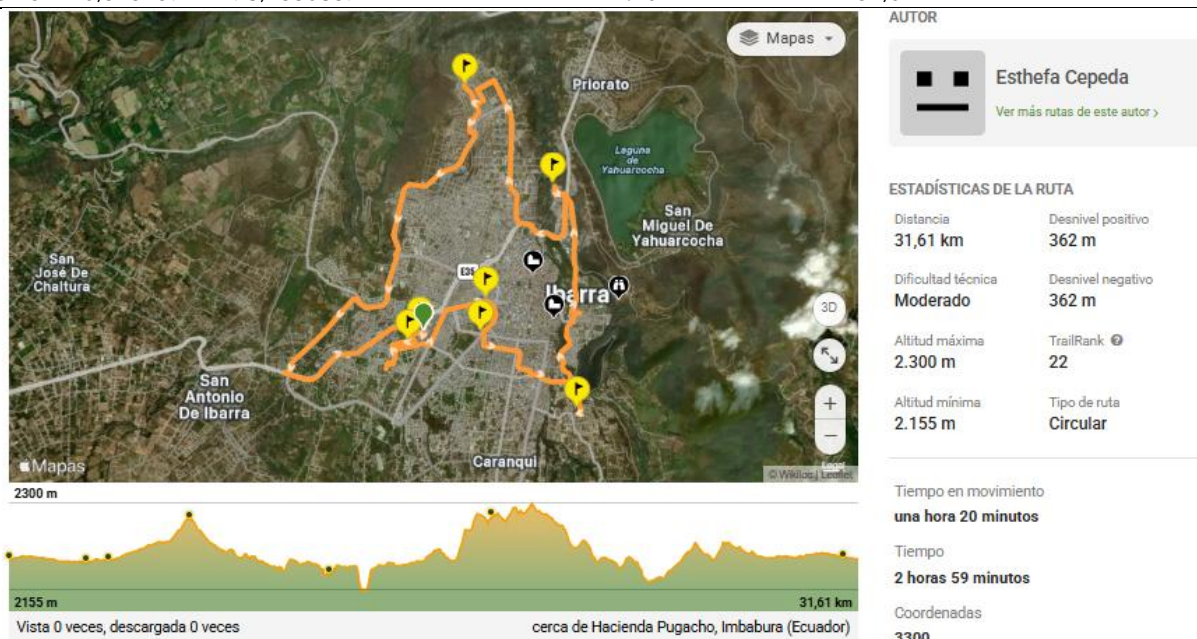 Mapas
Priorato
Laguna
de
Yahuarcocha
San
Miguel De
Yahuarcocha
San
José De
Chaltura
E35
Ibarra
3D
San
Antonio
De Ibarra
+
−
Caranqui
Mapas
Legal
© Wikiloc | Leaflet
2300 m
2155 m
31,61 km
Vista 0 veces, descargada 0 veces
cerca de Hacienda Pugacho, Imbabura (Ecuador)
AUTOR
Esthefa Cepeda
Ver más rutas de este autor >
ESTADÍSTICAS DE LA RUTA
Distancia
31,61 km
Desnivel positivo
362 m
Dificultad técnica
Moderado
Desnivel negativo
362 m
Altitud máxima
2.300 m
TrailRank ?
22
Altitud mínima
2.155 m
Tipo de ruta
Circular
Tiempo en movimiento
una hora 20 minutos
Tiempo
2 horas 59 minutos
Coordenadas
3300